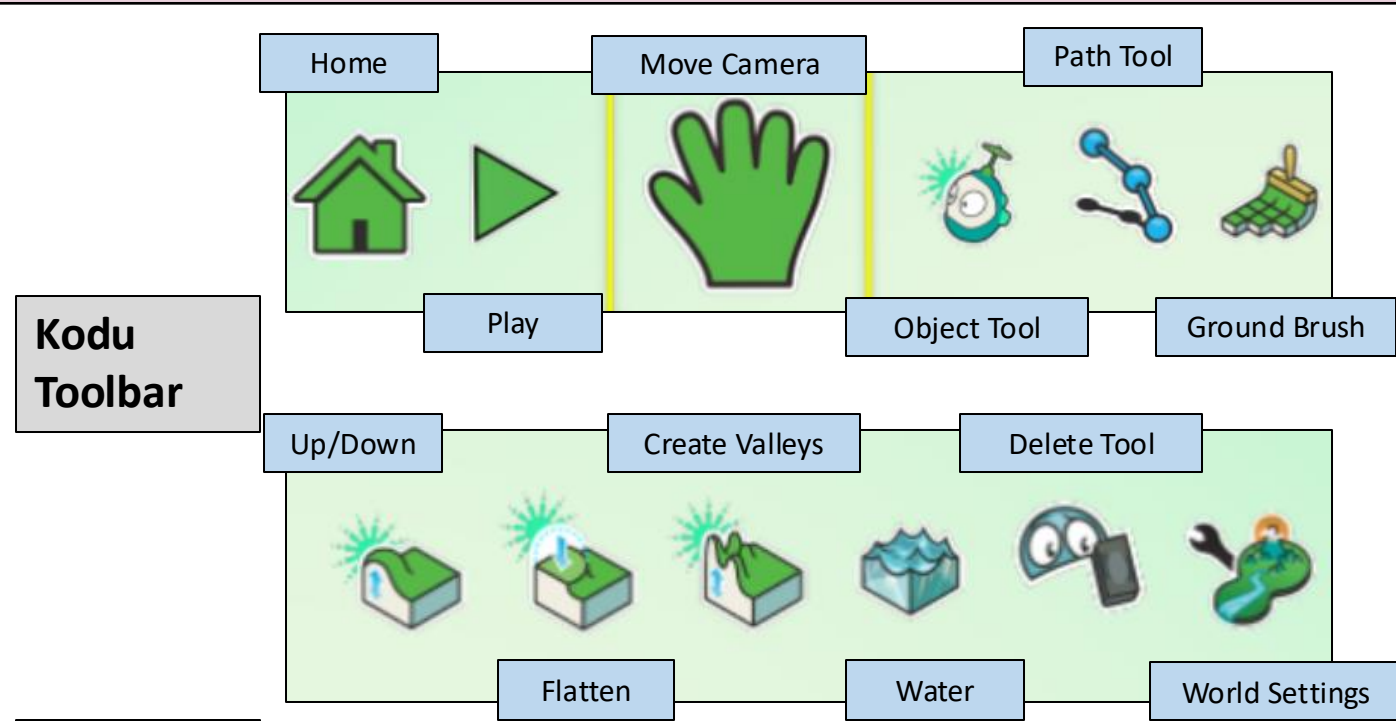 Home
Move Camera
Path Tool
Play
Object Tool
Ground Brush
Kodu
Toolbar
Up/Down
Create Valleys
Delete Tool
Flatten
Water
World Settings